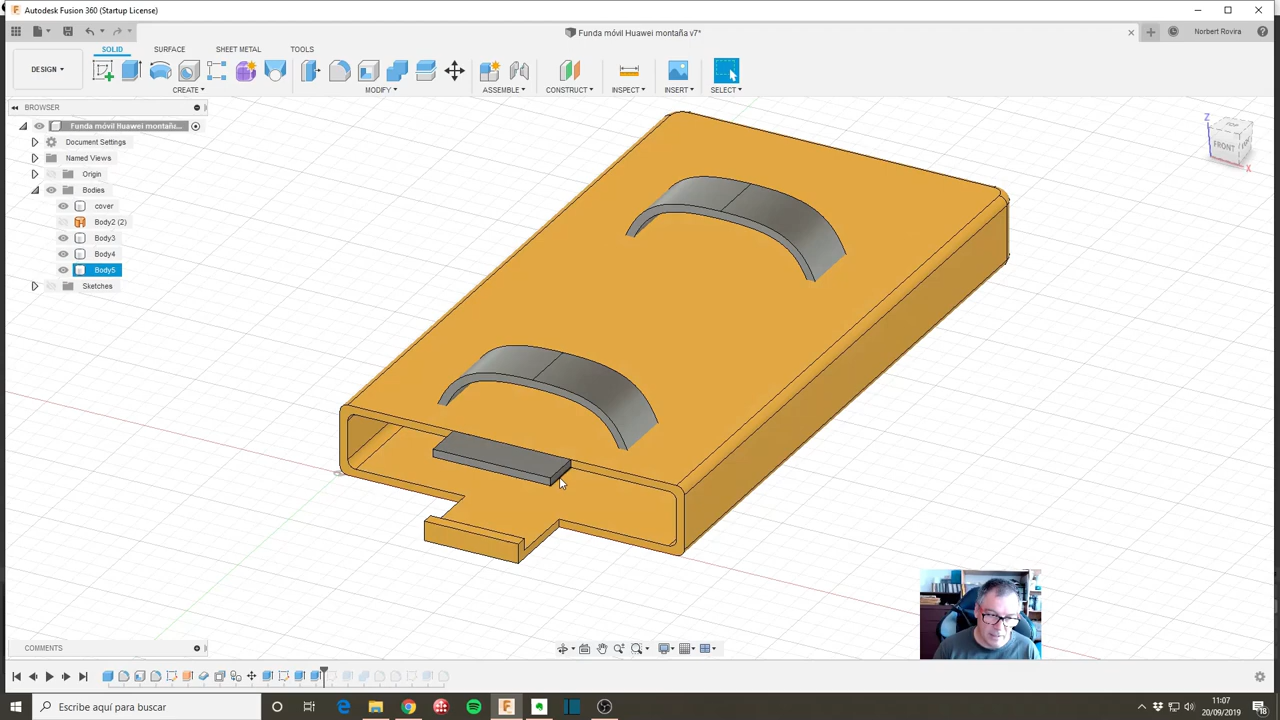 Autodesk Fusion 360 (Startup License)
Funda móvil Huawei montaña v7*
Norbert Rovira
SOLID SURFACE SHEET METAL TOOLS
DESIGN
CREATE MODIFY ASSEMBLE CONSTRUCT INSPECT INSERT SELECT
BROWSER
Funda móvil Huawei montañ...
Document Settings
Named Views
Origin
Bodies
cover
Body2 (2)
Body3
Body4
Body5
Sketches
Z
TOP
FRONT
X
COMMENTS
Escribe aquí para buscar
11:07
20/09/2019
18